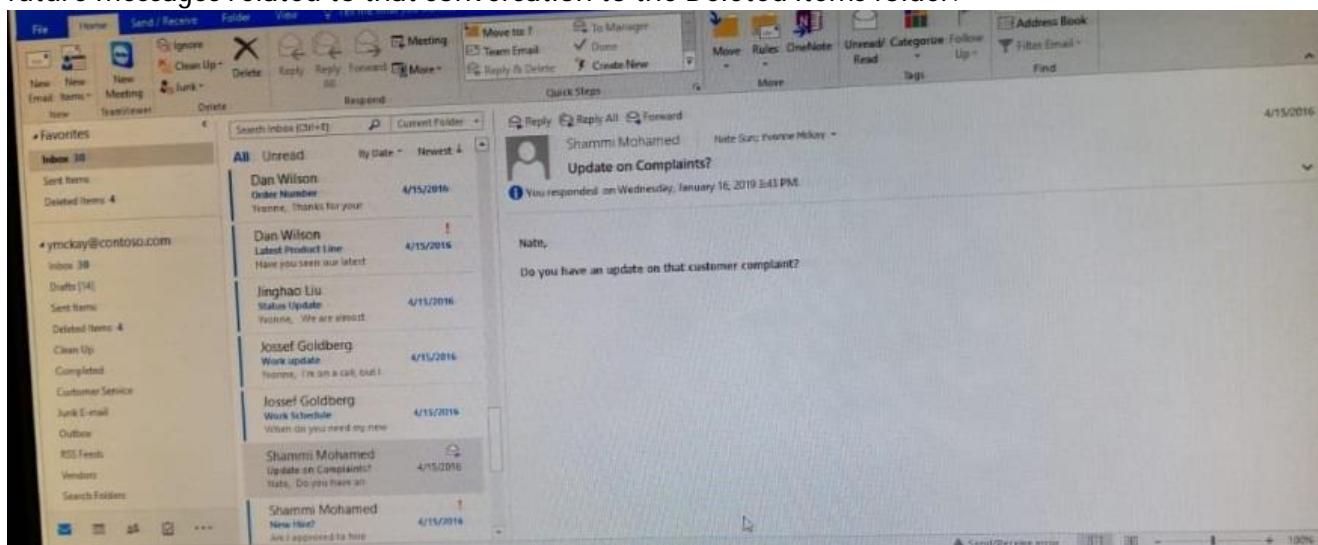 future messages related to that conversation to the Deleted Items folder.
File Home Send / Receive Folder View
New Email New Items New Meeting Ignore Clean Up Junk Delete Reply Reply All Forward Meeting More
Move to: ? To Manager
Team Email Done
Reply & Delete Create New
Move Rules OneNote Unread/ Read Categorize Follow Up
Address Book
Filter Email
New TeamViewer Delete Respond Quick Steps Move Tags Find
Favorites
Inbox 38
Sent Items
Deleted Items 4
ymckay@contoso.com
Inbox 38
Drafts [14]
Sent Items
Deleted Items 4
Clean Up
Completed
Customer Service
Junk E-mail
Outbox
RSS Feeds
Vendors
Search Folders
Search Inbox (Ctrl+E) Current Folder
All Unread By Date Newest
Dan Wilson
Order Number 4/15/2016
Yvonne, Thanks for your
Dan Wilson !
Latest Product Line 4/15/2016
Have you seen our latest
Jinghao Liu
Status Update 4/15/2016
Yvonne, We are almost
Jossef Goldberg
Work update 4/15/2016
Yvonne, I'm on a call, but I
Jossef Goldberg
Work Schedule 4/15/2016
When do you need my new
Shammi Mohamed
Update on Complaints? 4/15/2016
Nate, Do you have an
Shammi Mohamed !
New Hire? 4/15/2016
Am I approved to hire
Reply Reply All Forward
4/15/2016
Shammi Mohamed Nate Sun; Yvonne McKay
Update on Complaints?
You responded on Wednesday, January 16, 2019 3:43 PM.
Nate,
Do you have an update on that customer complaint?
Send/Receive error 100%